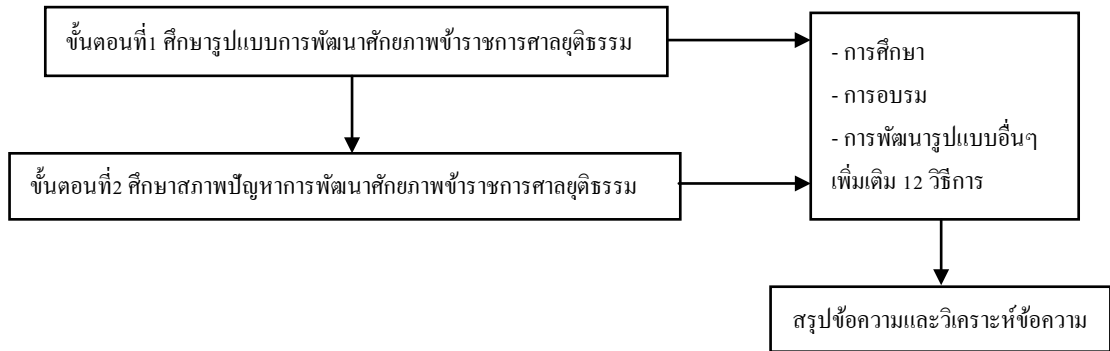 ขั้นตอนที่1 ศึกษารูปแบบการพัฒนาศักยภาพข้าราชการศาลยุติธรรม
ขั้นตอนที่2 ศึกษาสภาพปัญหาการพัฒนาศักยภาพข้าราชการศาลยุติธรรม
- การศึกษา
- การอบรม
- การพัฒนารูปแบบอื่นๆ
เพิ่มเติม 12 วิธีการ
สรุปข้อความและวิเคราะห์ข้อความ